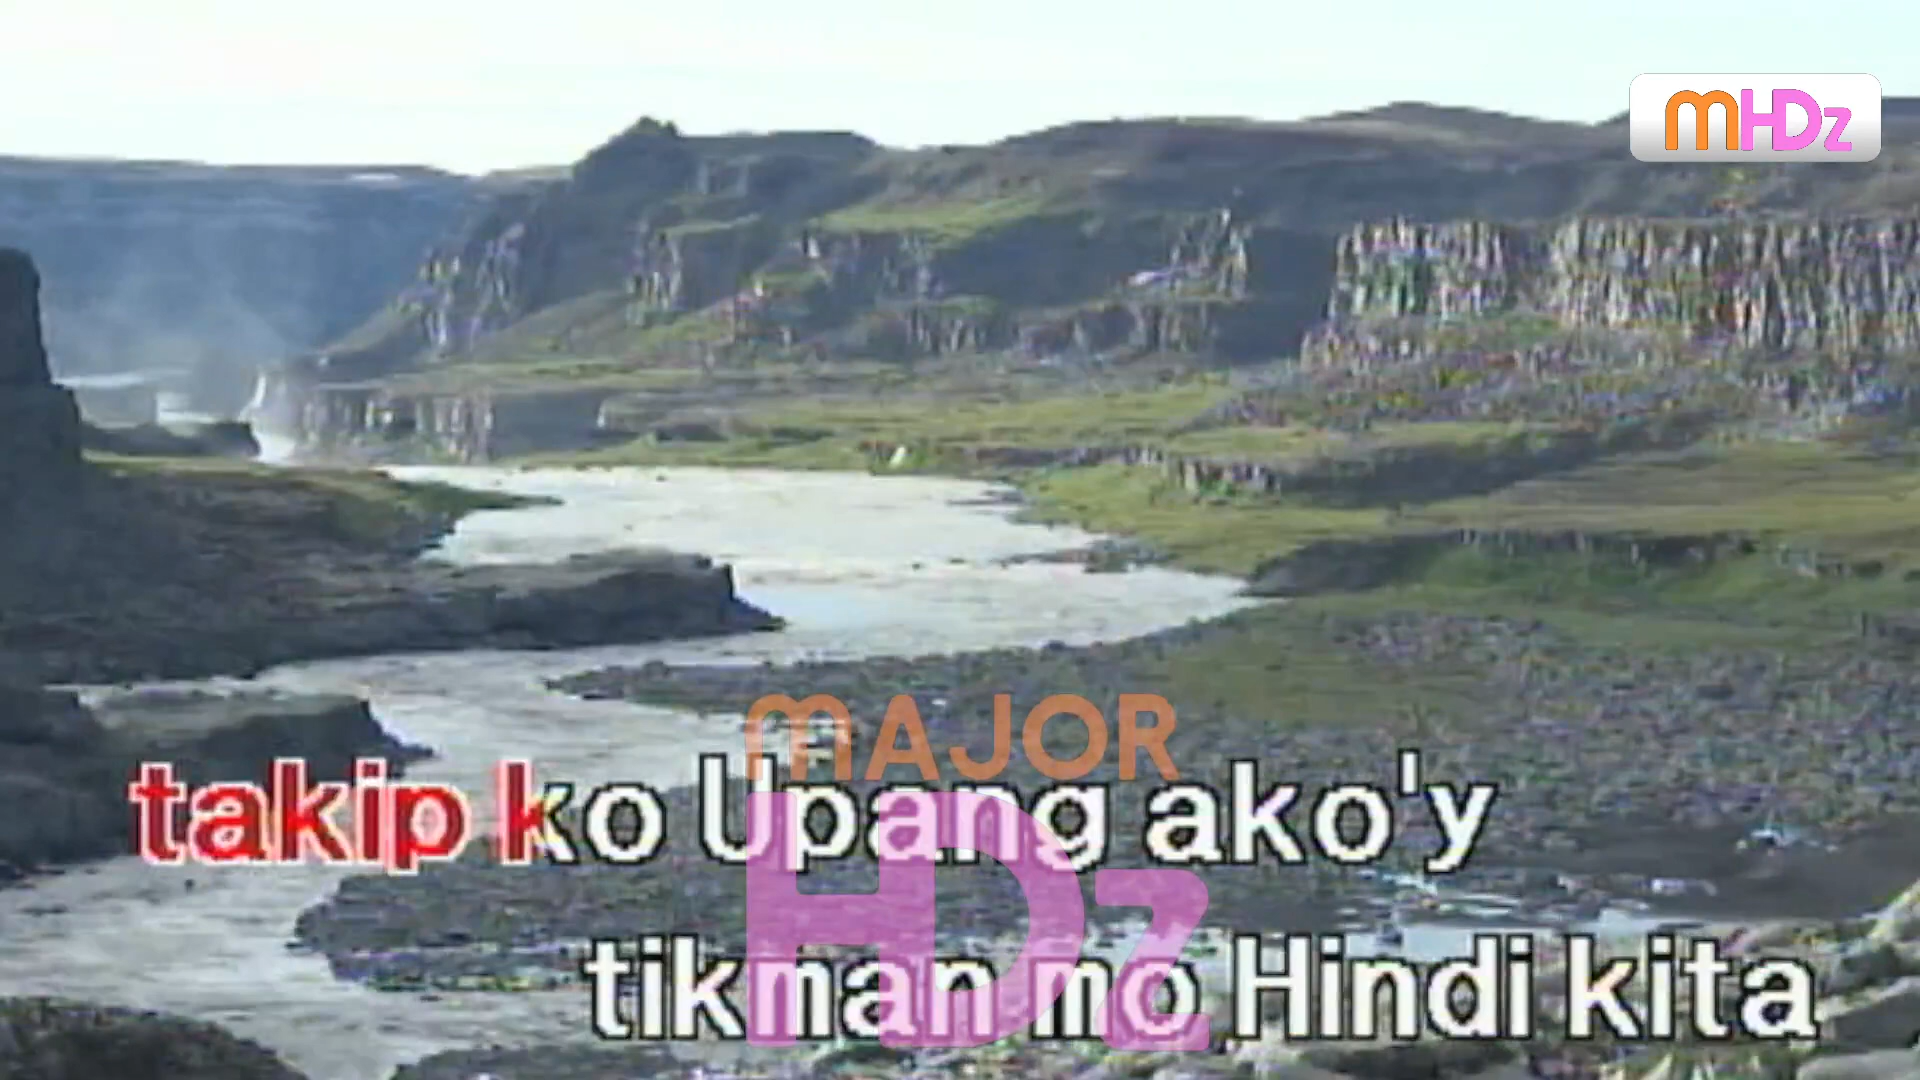 mHDz
mAJOR
takip ko Upang ako'y
HDz
tikman mo Hindi kita